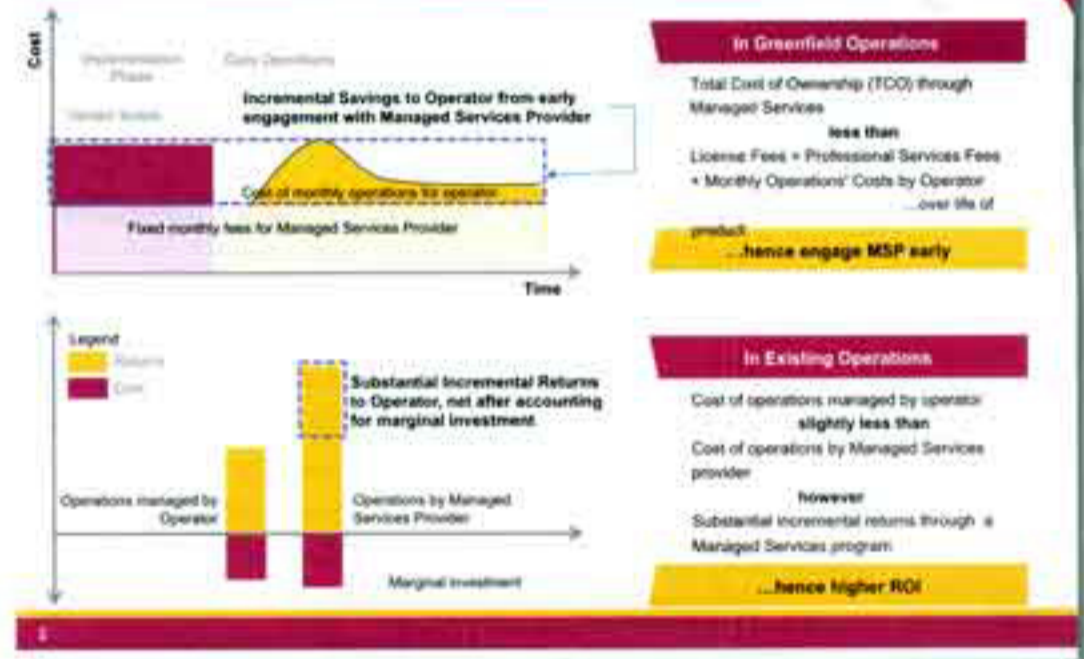 Cost
Implementation
Phase
Daily Operations
Incremental Savings to Operator from early
engagement with Managed Services Provider
Cost of monthly operations for operator
Fixed monthly fees for Managed Services Provider
Time
In Greenfield Operations
Total Cost of Ownership (TCO) through
Managed Services
less than
License Fees + Professional Services Fees
+ Monthly Operations' Costs by Operator
...over life of
product
...hence engage MSP early
Legend
Returns
Cost
Substantial Incremental Returns
to Operator, net after accounting
for marginal investment
Operations managed by
Operator
Operations by Managed
Services Provider
Marginal investment
In Existing Operations
Cost of operations managed by operator
slightly less than
Cost of operations by Managed Services
provider
however
Substantial incremental returns through a
Managed Services program
...hence higher ROI